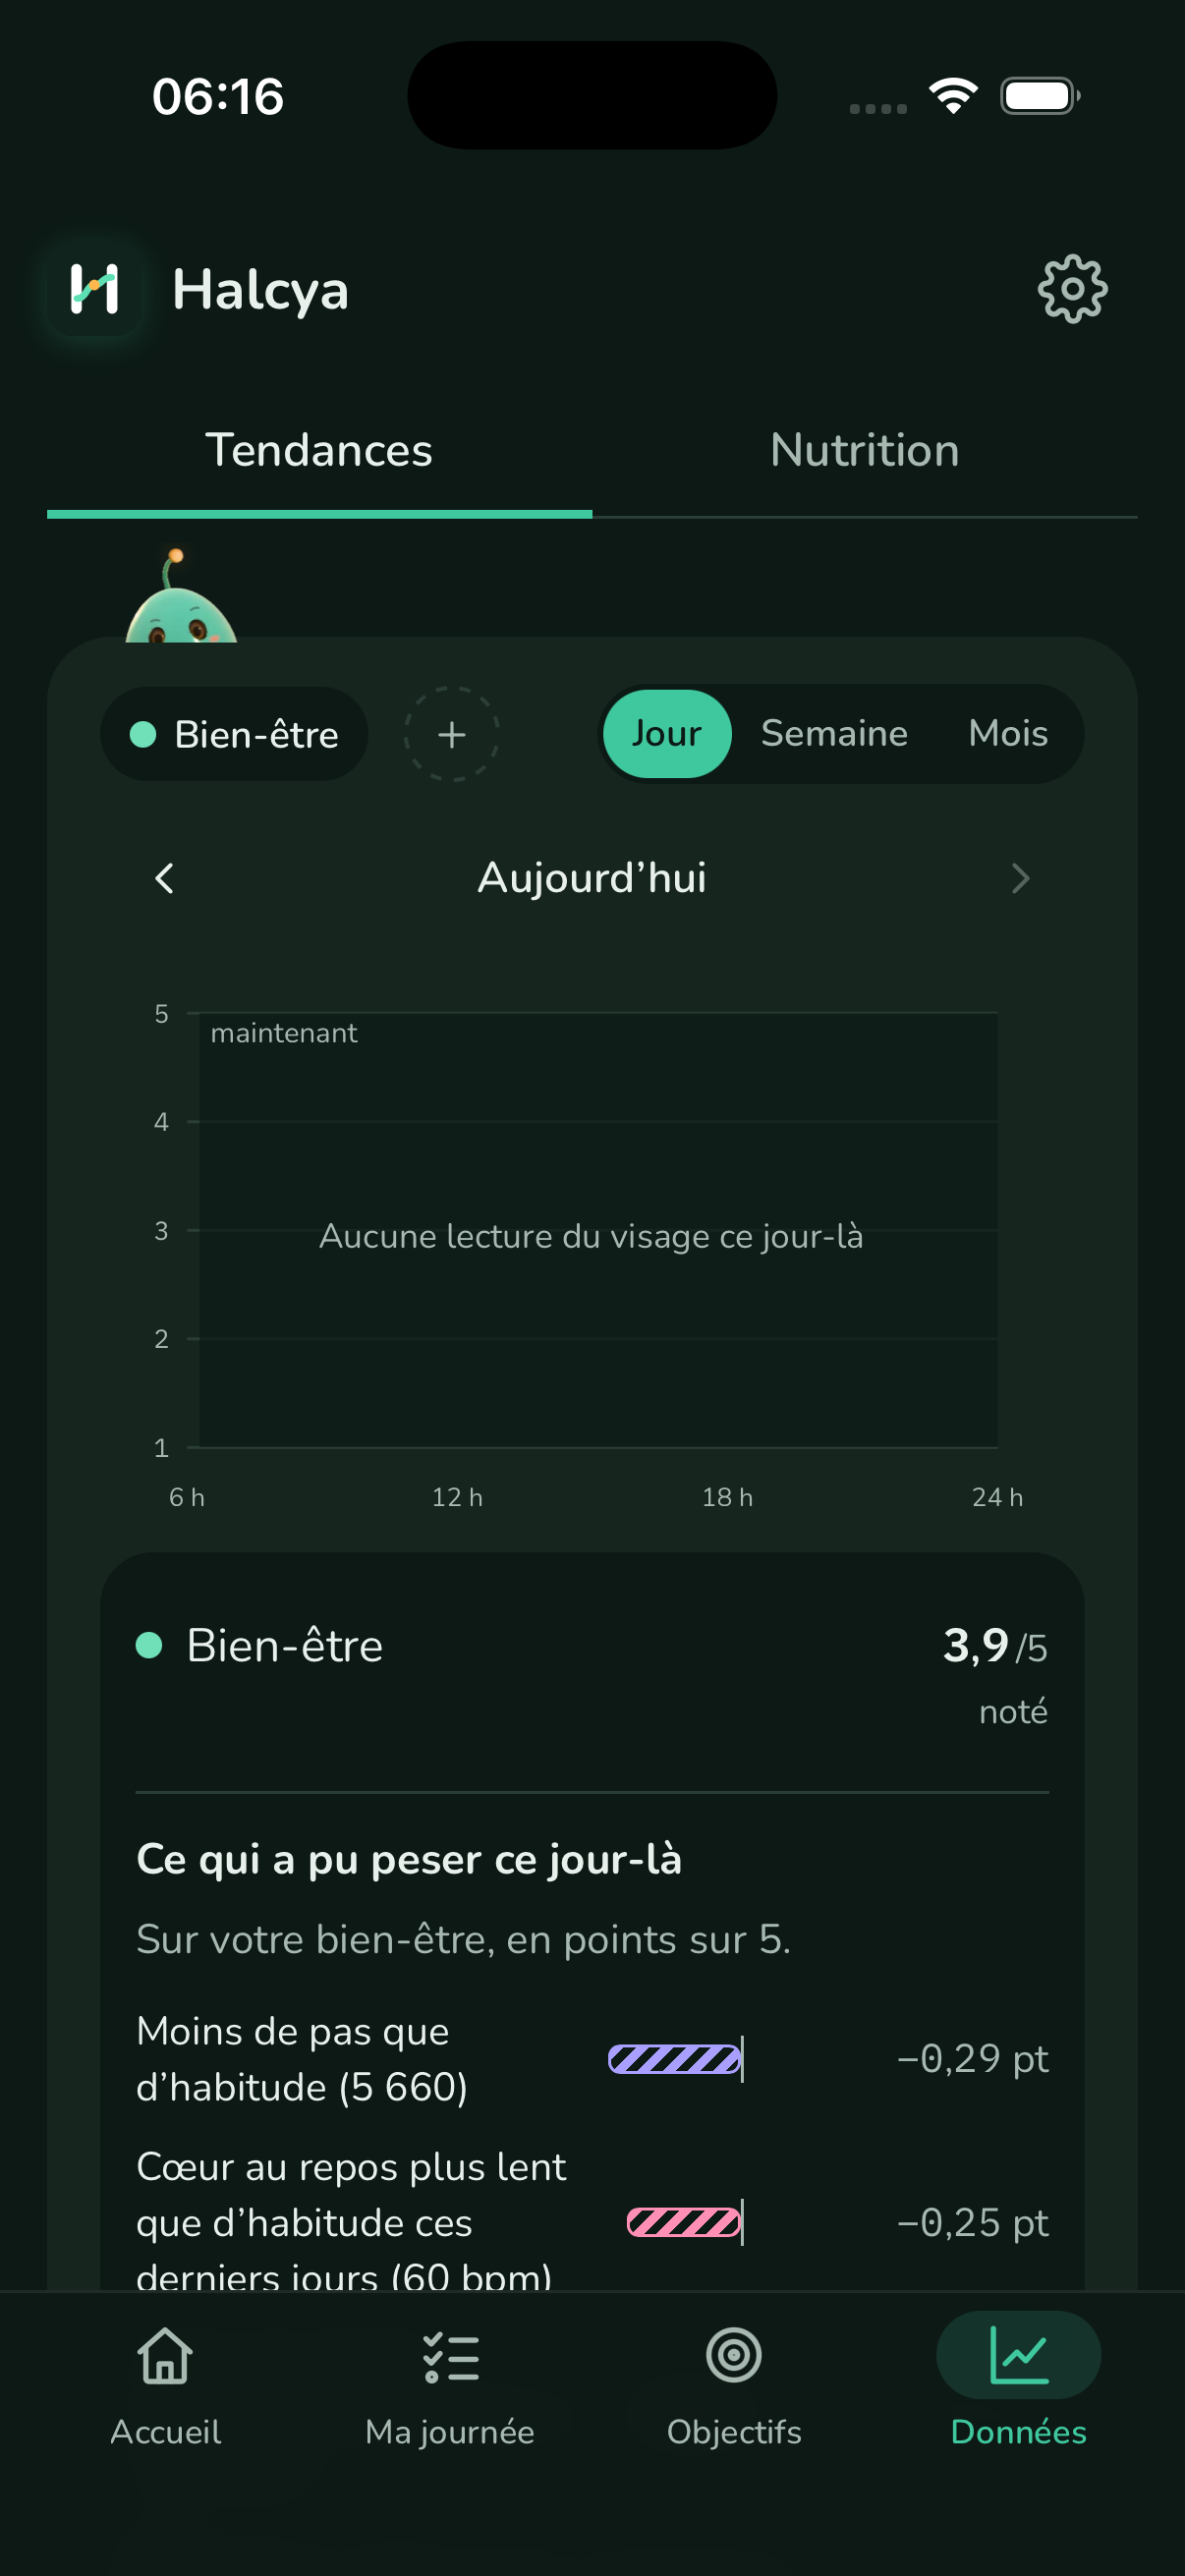 06:16
Halcya
Tendances
Nutrition
Bien-être
+
Jour
Semaine
Mois
Aujourd’hui
5
maintenant
4
3
Aucune lecture du visage ce jour-là
2
1
6 h
12 h
18 h
24 h
Bien-être
3,9 /5
noté
Ce qui a pu peser ce jour-là
Sur votre bien-être, en points sur 5.
Moins de pas que
d’habitude (5 660)
−0,29 pt
Cœur au repos plus lent
que d’habitude ces
derniers jours (60 bpm)
−0,25 pt
Accueil
Ma journée
Objectifs
Données